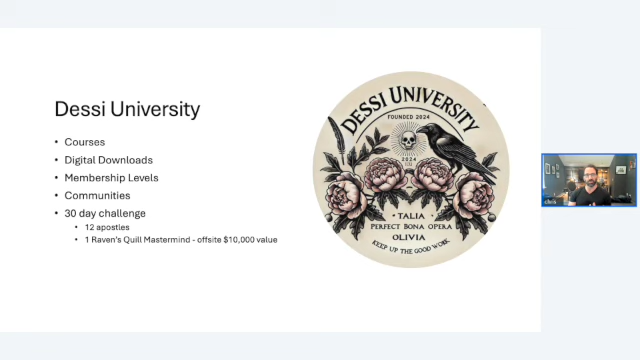 Dessi University
• Courses
• Digital Downloads
• Membership Levels
• Communities
• 30 day challenge
• 12 apostles
• 1 Raven's Quill Mastermind - offsite $10,000 value
DESSI UNIVERSITY
FOUNDED 2024
2024
• TALIA •
PERFECT BONA OPERA
OLIVIA
KEEP UP THE GOOD WORK